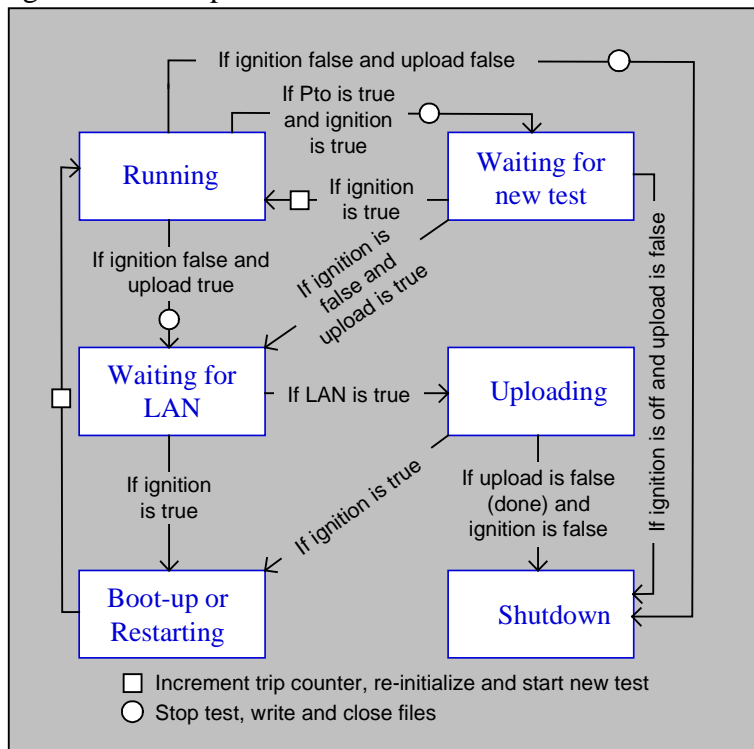 If ignition false and upload false
If Pto is true
and ignition
is true
Running
Waiting for
new test
If ignition
is true
If ignition false and
upload true
If ignition is
false and
upload is true
If ignition is off and upload is false
Waiting for
LAN
If LAN is true
Uploading
If ignition
is true
If ignition is true
If upload is false
(done) and
ignition is false
Boot-up or
Restarting
Shutdown
Increment trip counter, re-initialize and start new test
Stop test, write and close files